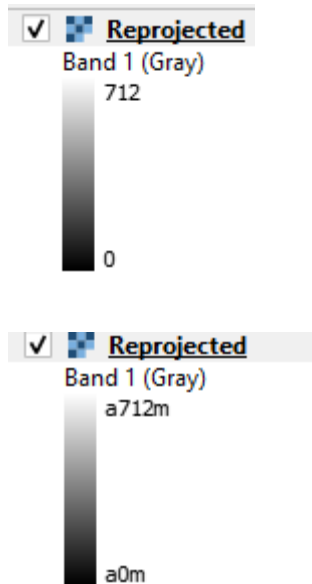 Reprojected
Band 1 (Gray)
712
0
Reprojected
Band 1 (Gray)
a712m
a0m